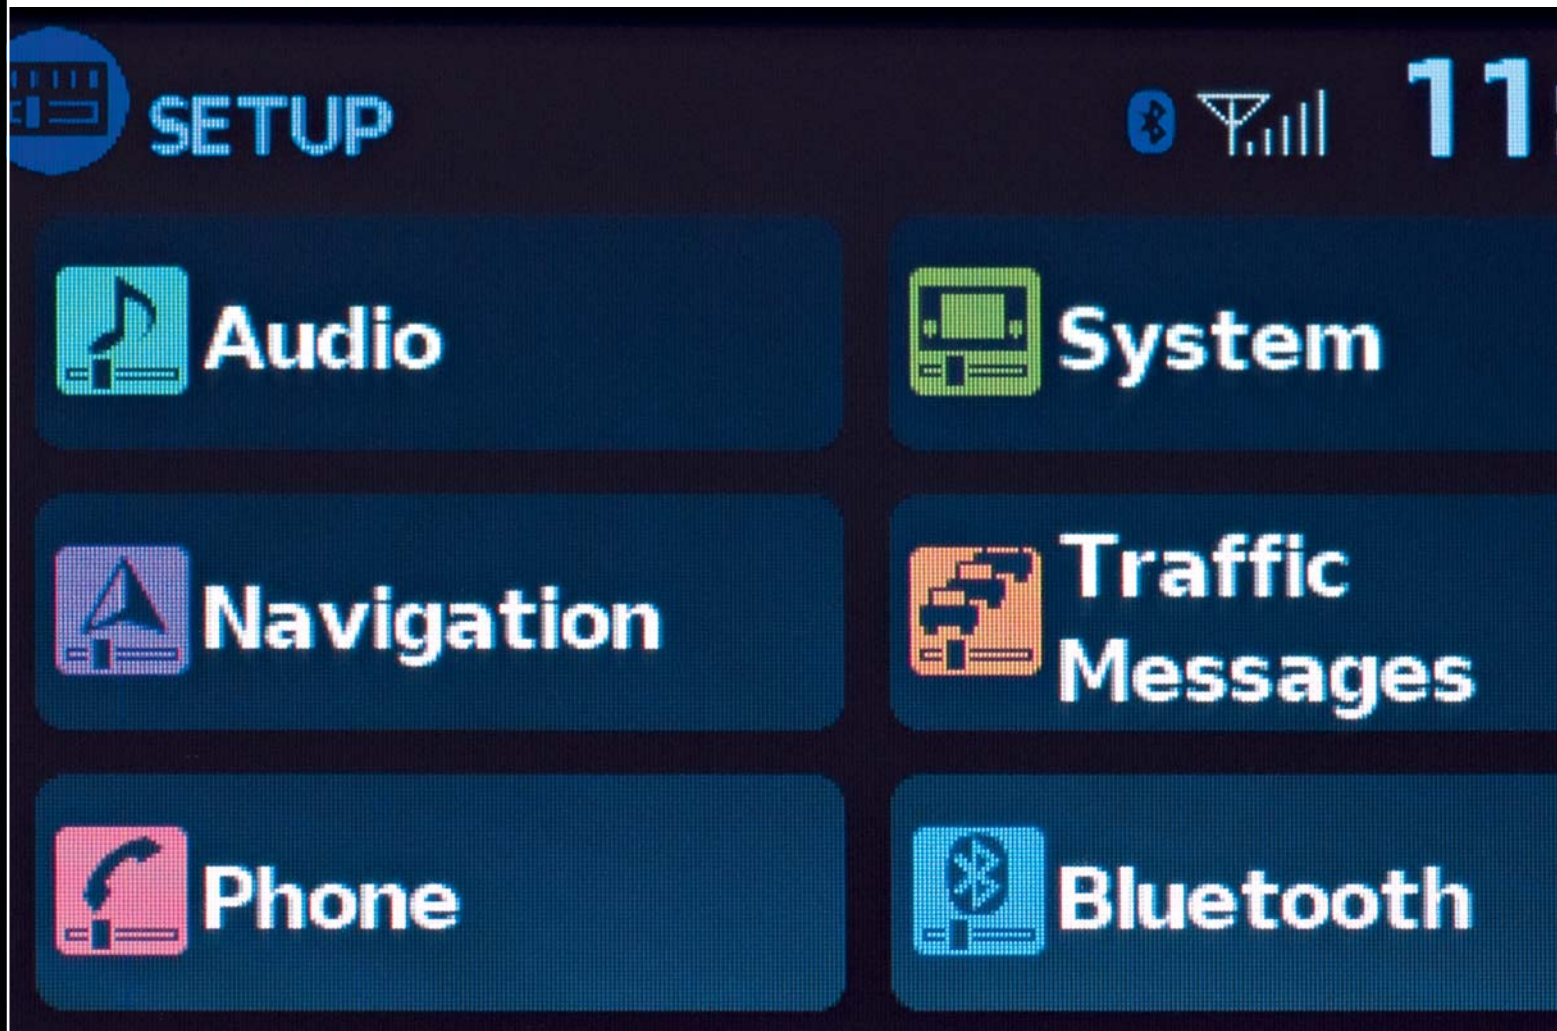 SETUP
11
Audio
System
Navigation
Traffic
Messages
Phone
Bluetooth